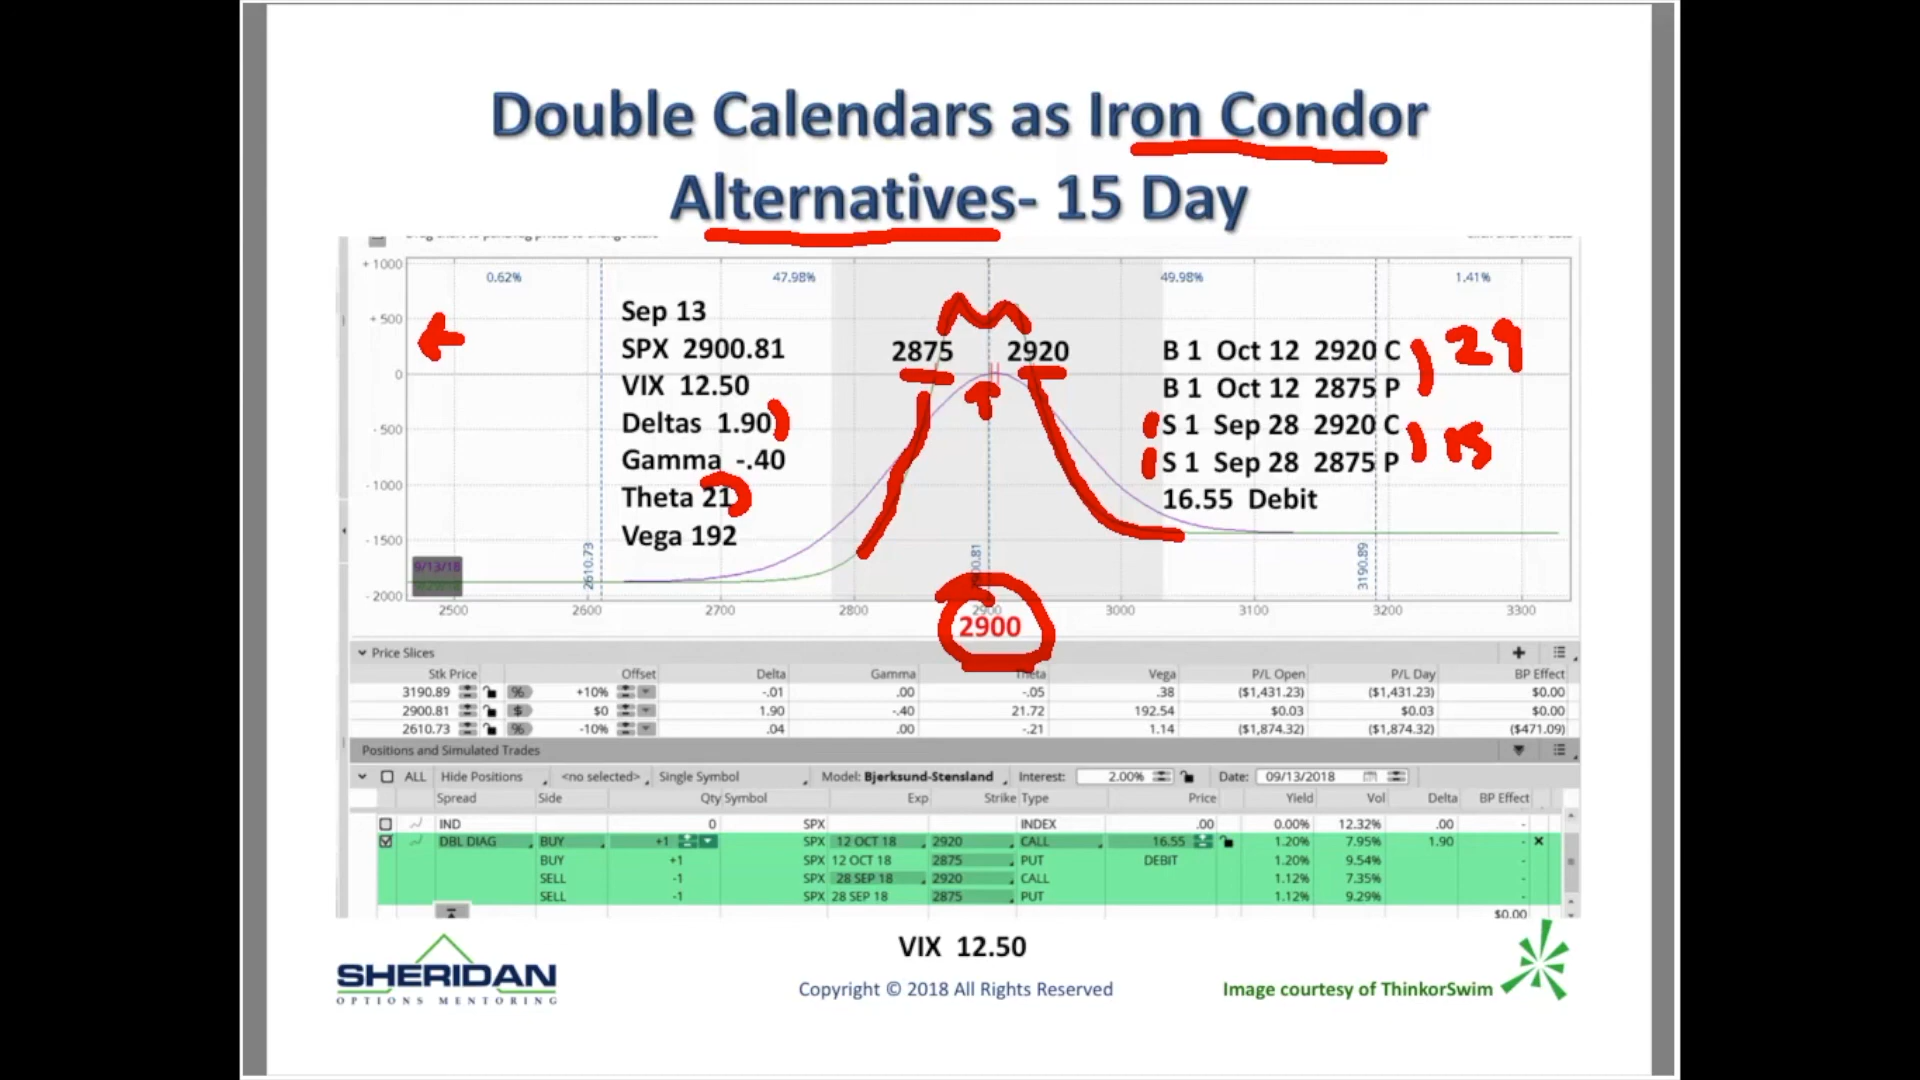 Double Calendars as Iron Condor
Alternatives- 15 Day
+1000
+500
0
-500
-1000
-1500
-2000
0.62%
47.98%
49.98%
1.41%
Sep 13
SPX 2900.81
VIX 12.50
Deltas 1.90
Gamma -.40
Theta 21
Vega 192
2875
2920
B 1 Oct 12 2920 C
B 1 Oct 12 2875 P
29
S 1 Sep 28 2920 C
S 1 Sep 28 2875 P
15
16.55 Debit
9/13/18
2610.73
3190.89
2500 2600 2700 2800 2900 3000 3100 3200 3300
2900
Price Slices
Stk Price Offset Delta Gamma Theta Vega P/L Open P/L Day BP Effect
3190.89 % +10% -.01 .00 -.05 .38 ($1,431.23) ($1,431.23) $0.00
2900.81 $ $0 1.90 -.40 21.72 192.54 $0.03 $0.03 $0.00
2610.73 % -10% .04 .00 -.21 1.14 ($1,874.32) ($1,874.32) ($471.09)
Positions and Simulated Trades
ALL Hide Positions <no selected> Single Symbol Model: Bjerksund-Stensland Interest: 2.00% Date: 09/13/2018
Spread Side Qty Symbol Exp Strike Type Price Yield Vol Delta BP Effect
IND 0 SPX INDEX .00 0.00% 12.32% .00 -
DBL DIAG BUY +1 SPX 12 OCT 18 2920 CALL 16.55 1.20% 7.95% 1.90 - X
BUY +1 SPX 12 OCT 18 2875 PUT DEBIT 1.20% 9.54% -
SELL -1 SPX 28 SEP 18 2920 CALL 1.12% 7.35% -
SELL -1 SPX 28 SEP 18 2875 PUT 1.12% 9.29% -
$0.00
VIX 12.50
SHERIDAN
OPTIONS MENTORING
Copyright © 2018 All Rights Reserved
Image courtesy of ThinkorSwim